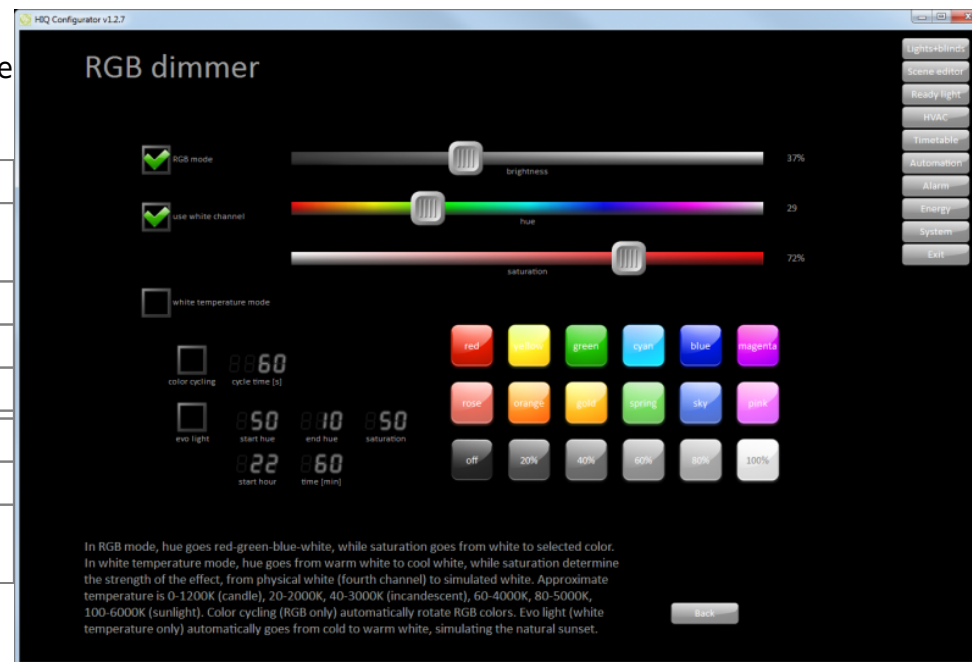 HIQ Configurator v1.2.7
e
RGB dimmer
Lights+blinds
Scene editor
Ready light
HVAC
Timetable
Automation
Alarm
Energy
System
Exit
RGB mode
brightness
37%
use white channel
hue
29
saturation
72%
white temperature mode
color cycling
60
cycle time [s]
evo light
50
start hue
10
end hue
50
saturation
22
start hour
60
time [min]
red yellow green cyan blue magenta
rose orange gold spring sky pink
off 20% 40% 60% 80% 100%
In RGB mode, hue goes red-green-blue-white, while saturation goes from white to selected color.
In white temperature mode, hue goes from warm white to cool white, while saturation determine
the strength of the effect, from physical white (fourth channel) to simulated white. Approximate
temperature is 0-1200K (candle), 20-2000K, 40-3000K (incandescent), 60-4000K, 80-5000K,
100-6000K (sunlight). Color cycling (RGB only) automatically rotate RGB colors. Evo light (white
temperature only) automatically goes from cold to warm white, simulating the natural sunset.
Back